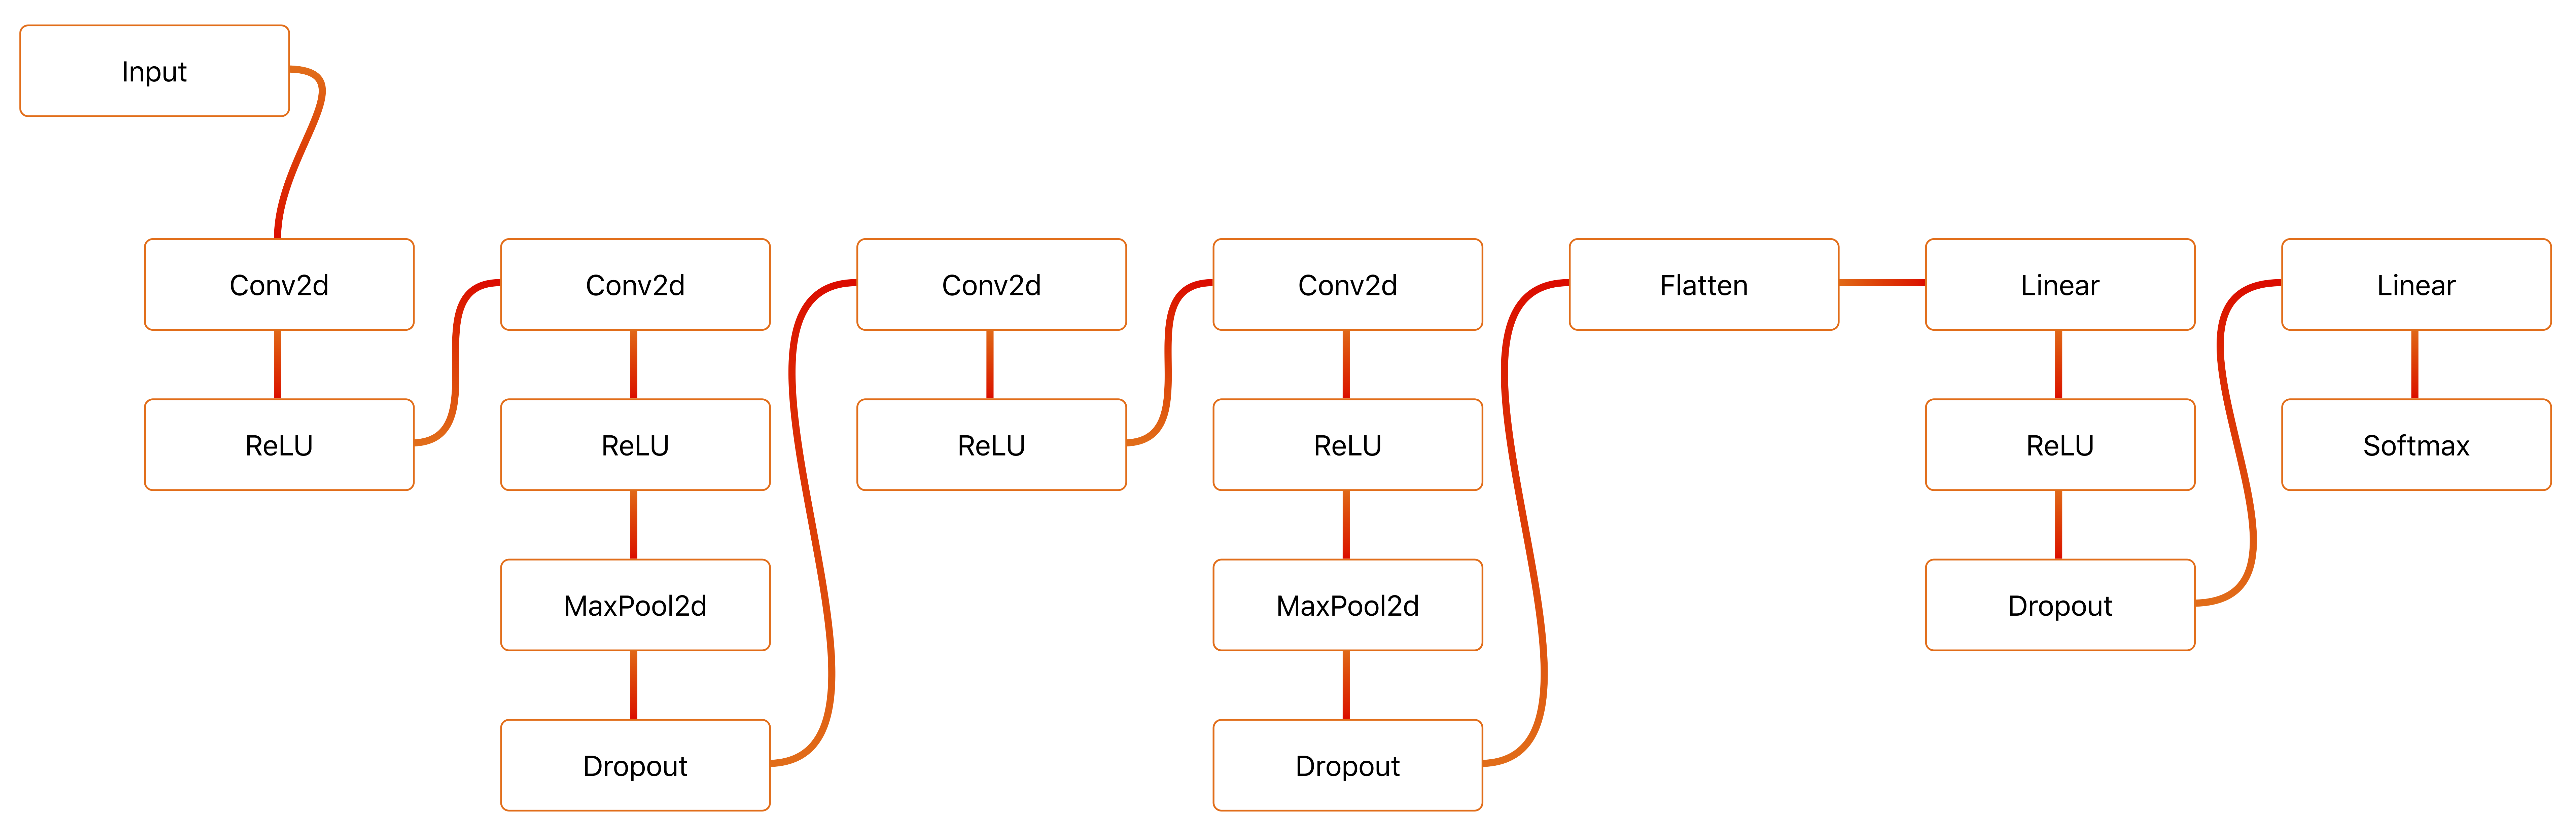 Input
Conv2d
ReLU
Conv2d
ReLU
MaxPool2d
Dropout
Conv2d
ReLU
Conv2d
ReLU
MaxPool2d
Dropout
Flatten
Linear
ReLU
Dropout
Linear
Softmax